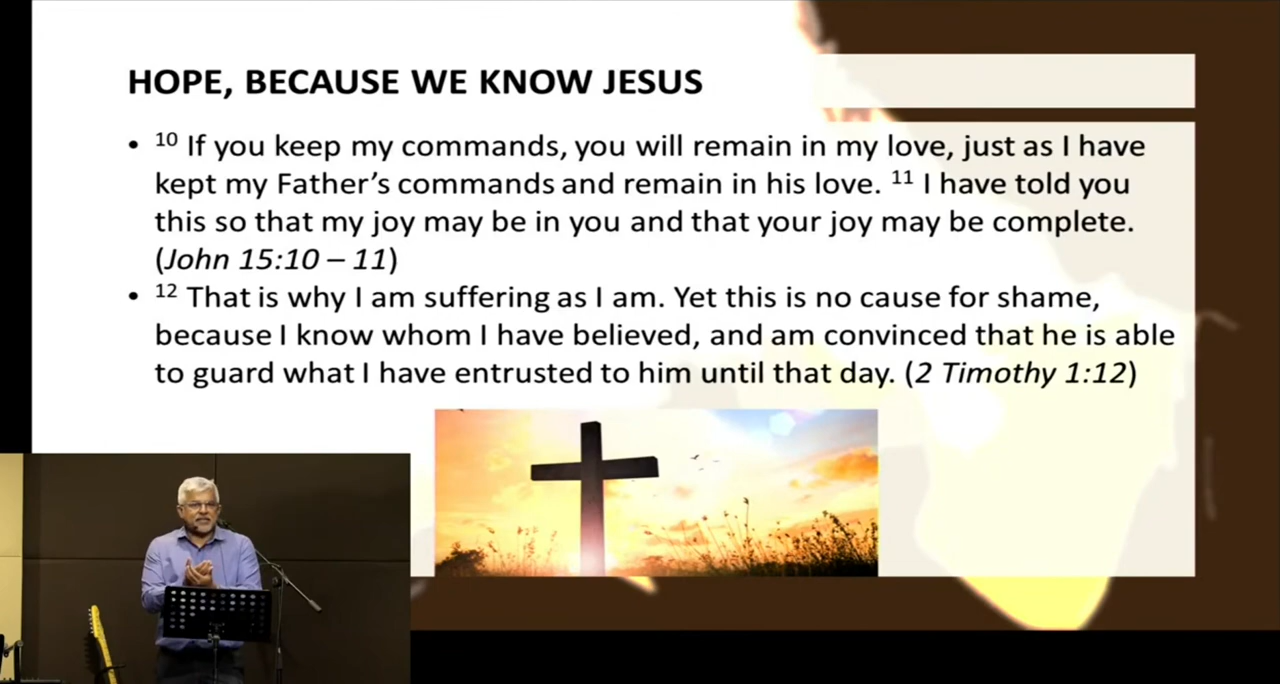 HOPE, BECAUSE WE KNOW JESUS
• ¹⁰ If you keep my commands, you will remain in my love, just as I have
kept my Father’s commands and remain in his love. ¹¹ I have told you
this so that my joy may be in you and that your joy may be complete.
(John 15:10 – 11)
• ¹² That is why I am suffering as I am. Yet this is no cause for shame,
because I know whom I have believed, and am convinced that he is able
to guard what I have entrusted to him until that day. (2 Timothy 1:12)